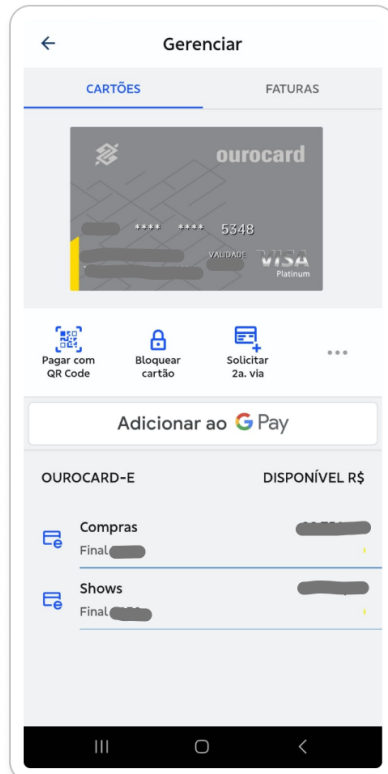 Gerenciar
CARTÕES FATURAS
ourocard
**** **** 5348
VALIDADE VISA
Platinum
Pagar com QR Code
Bloquear cartão
Solicitar 2a. via
Adicionar ao G Pay
OUROCARD-E DISPONÍVEL R$
Compras
Final
Shows
Final